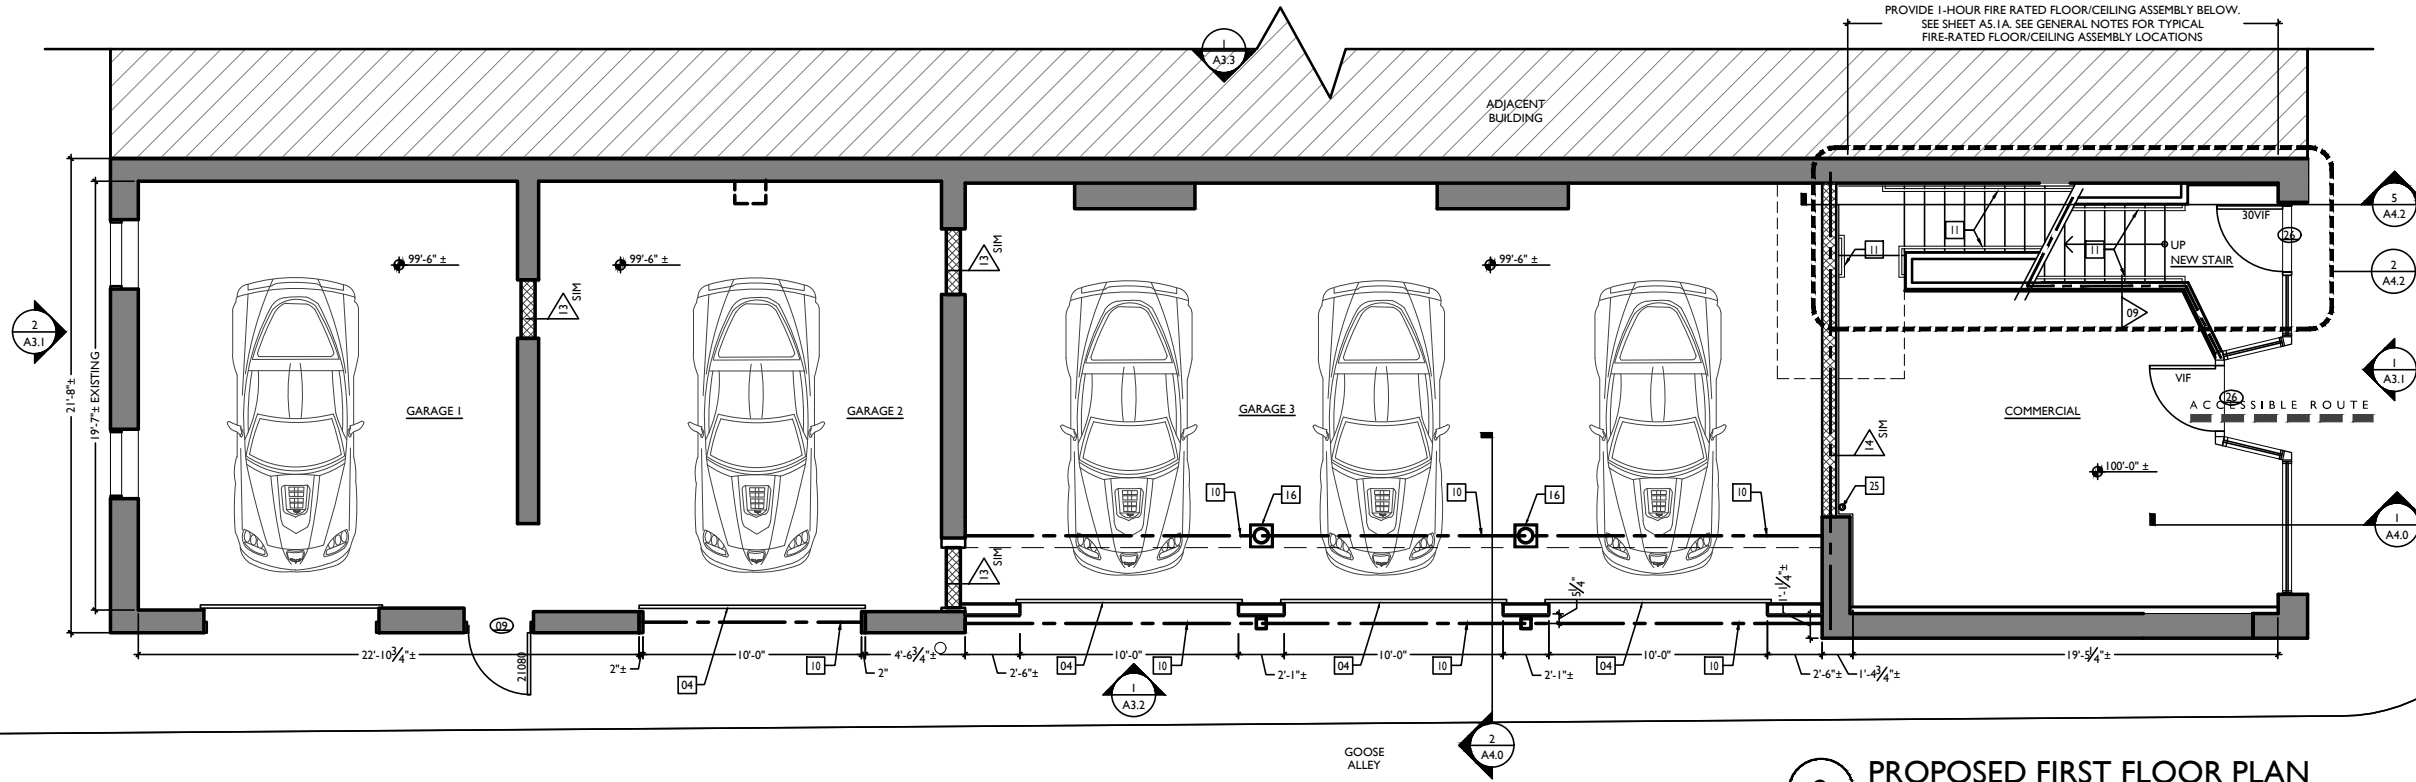 PROVIDE 1-HOUR FIRE RATED FLOOR/CEILING ASSEMBLY BELOW.
SEE SHEET A5.1A. SEE GENERAL NOTES FOR TYPICAL
FIRE-RATED FLOOR/CEILING ASSEMBLY LOCATIONS
1
A3.3
ADJACENT
BUILDING
5
A4.2
30VIF
26
11
11
11
UP
NEW STAIR
2
A4.2
99'-6" ±
99'-6" ±
99'-6" ±
13
SIM
13
SIM
09
2
A3.1
21'-8"±
19'-7"± EXISTING
1
A3.1
VIF
26
ACCESSIBLE ROUTE
GARAGE 1
GARAGE 2
GARAGE 3
COMMERCIAL
14
SIM
100'-0" ±
10
16
10
16
10
25
1
A4.0
13
SIM
5 1/4"
1'-1 1/4"±
09
21080
22'-10 3/4"±
2"±
10'-0"
04
10
2"
4'-6 3/4"±
2'-6"±
10'-0"
04
10
2'-1"±
10'-0"
04
10
2'-1"±
10'-0"
04
10
2'-6"±
1'-4 3/4"±
19'-5 1/4"±
1
A3.2
2
A4.0
GOOSE
ALLEY
PROPOSED FIRST FLOOR PLAN